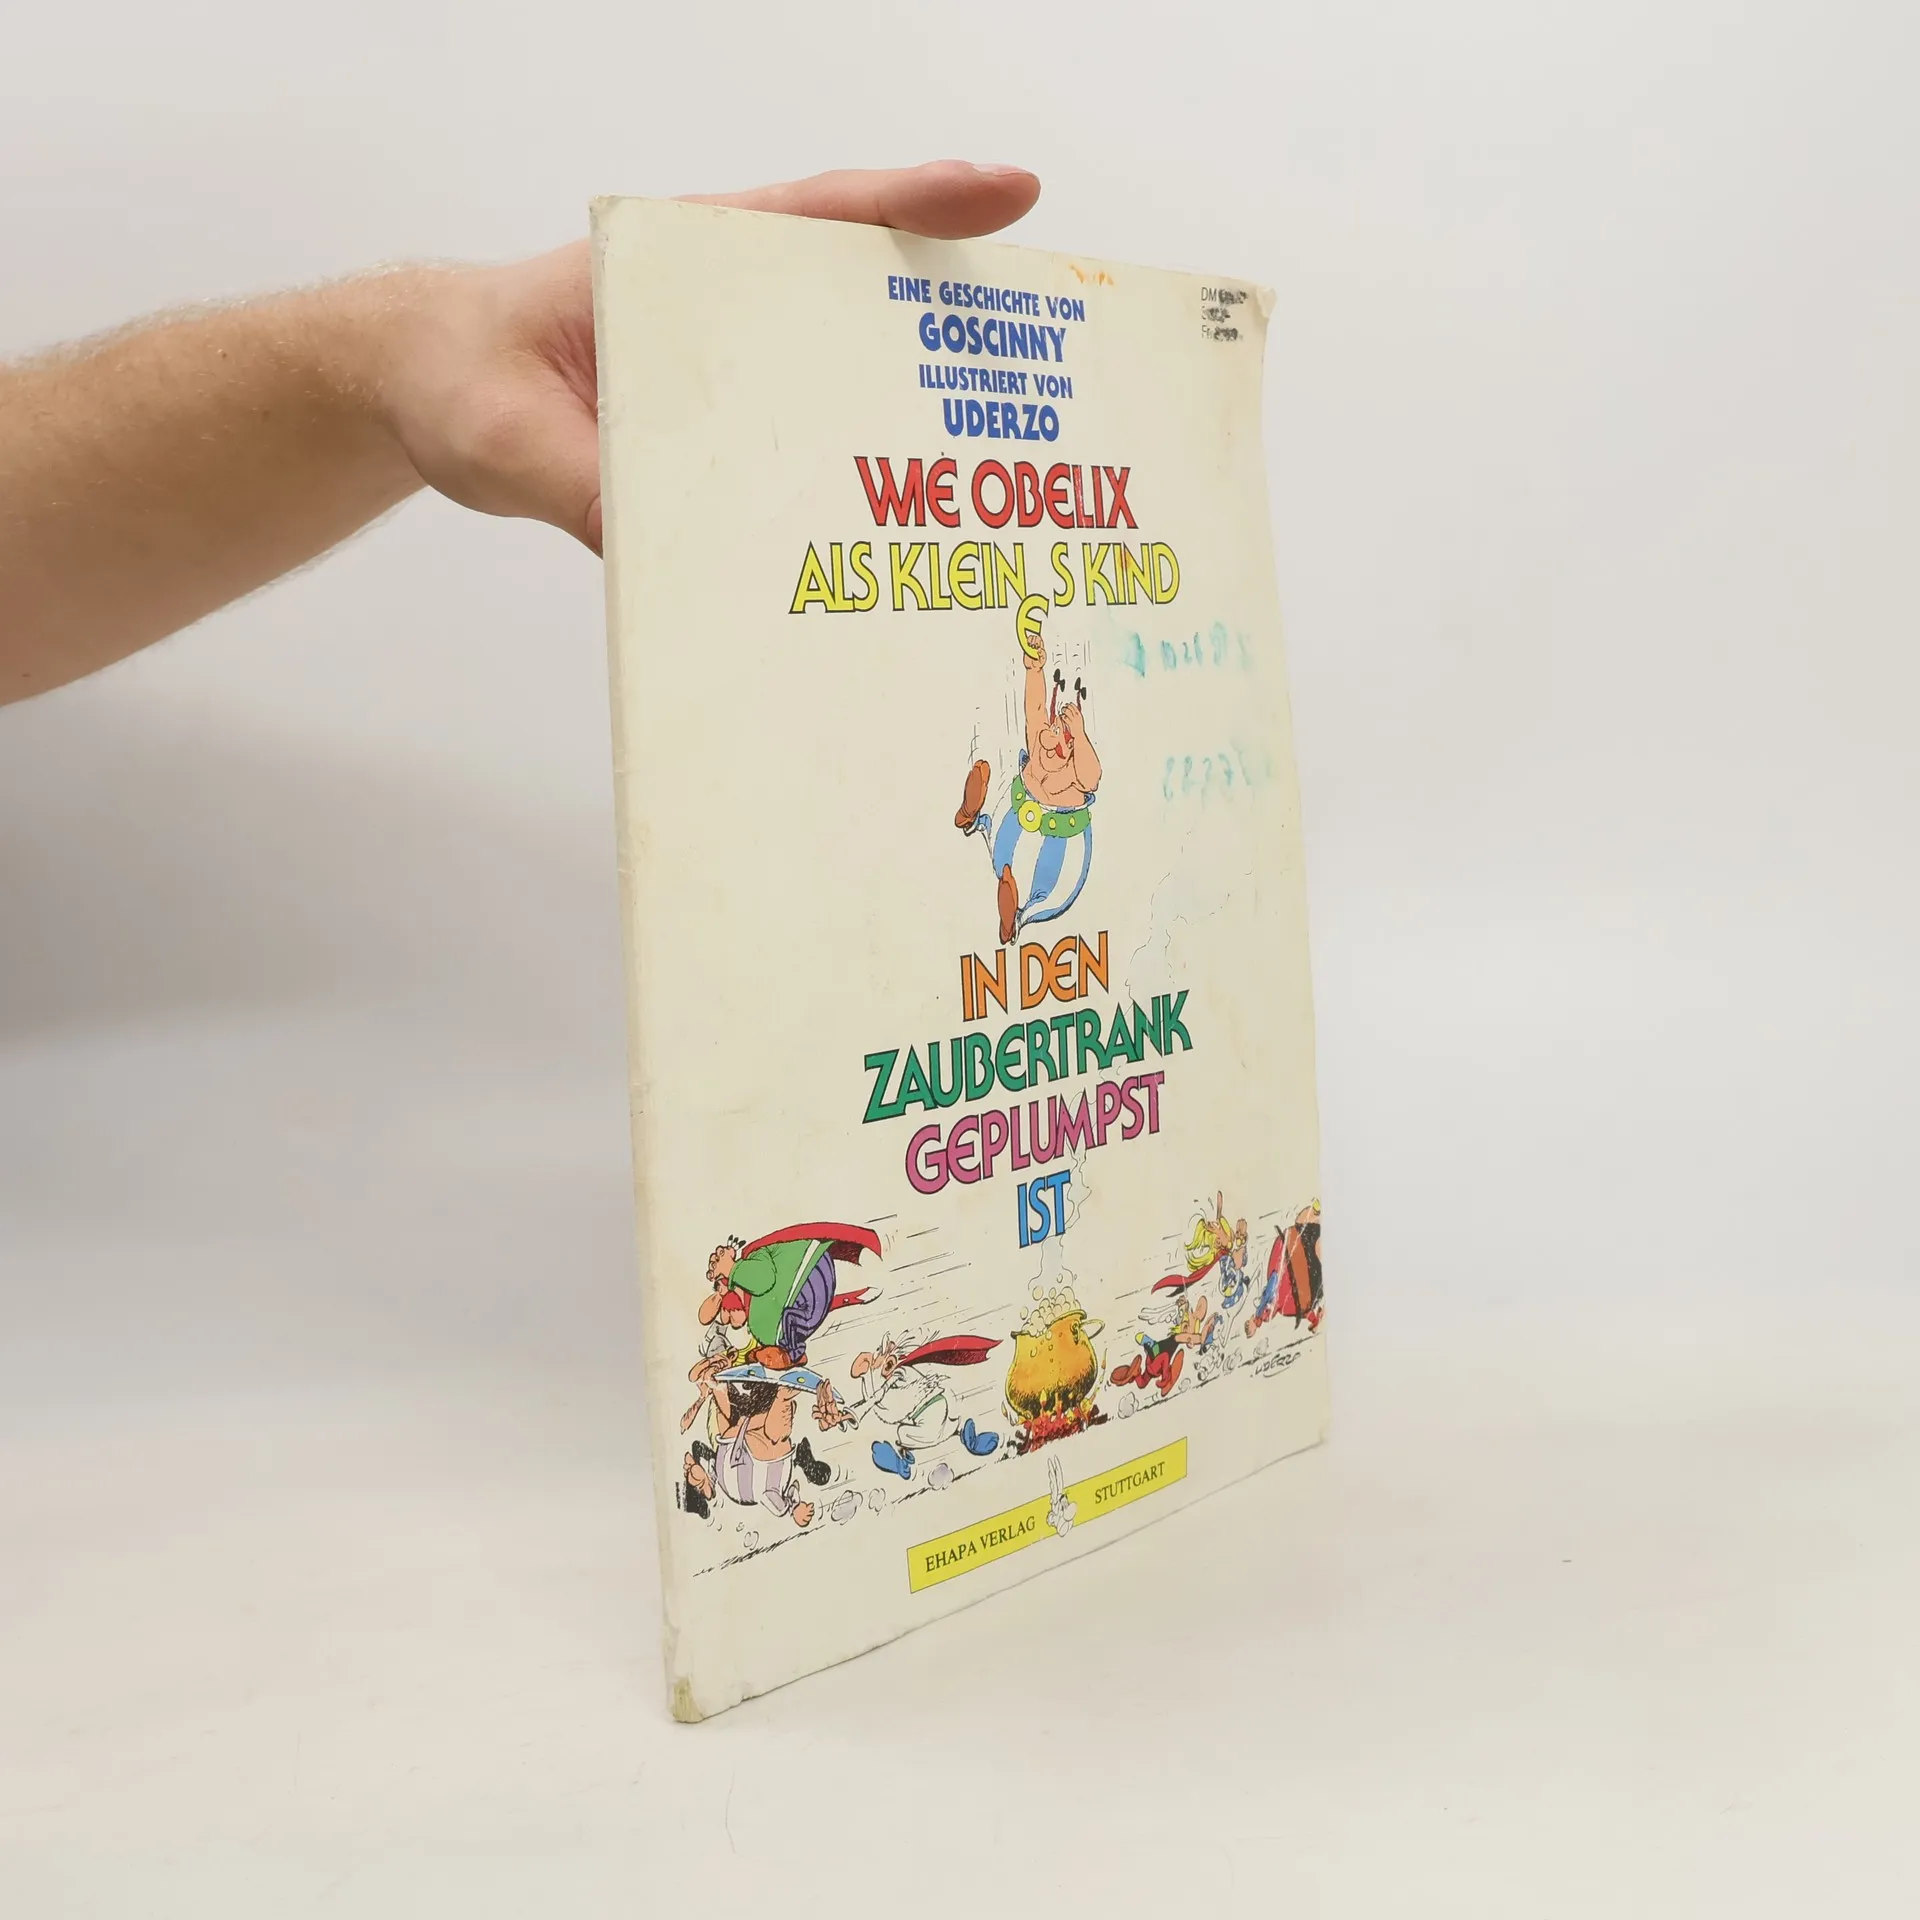 EINE GESCHICHTE VON
GOSCINNY
ILLUSTRIERT VON
UDERZO
DM
Fr.
WIE OBELIX
ALS KLEINES KIND
IN DEN
ZAUBERTRANK
GEPLUMPST
IST
UDERZO
EHAPA VERLAG STUTTGART